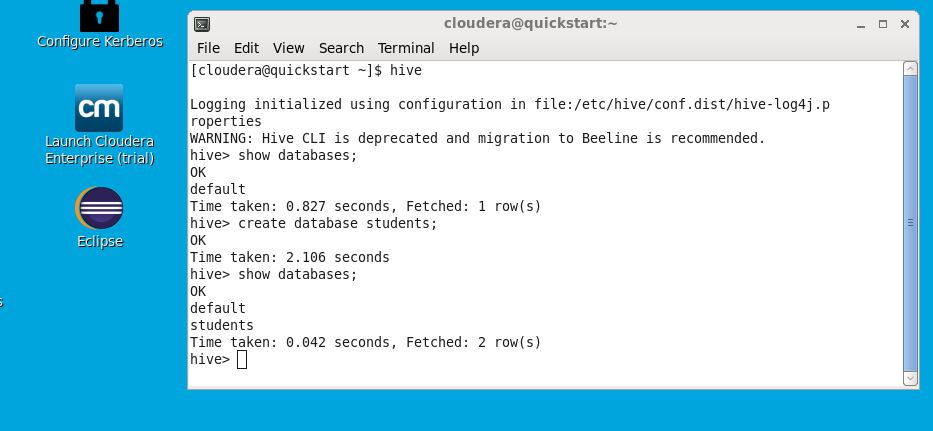 Configure Kerberos
cm
Launch Cloudera
Enterprise (trial)
Eclipse
cloudera@quickstart:~
File Edit View Search Terminal Help
[cloudera@quickstart ~]$ hive
Logging initialized using configuration in file:/etc/hive/conf.dist/hive-log4j.p
roperties
WARNING: Hive CLI is deprecated and migration to Beeline is recommended.
hive> show databases;
OK
default
Time taken: 0.827 seconds, Fetched: 1 row(s)
hive> create database students;
OK
Time taken: 2.106 seconds
hive> show databases;
OK
default
students
Time taken: 0.042 seconds, Fetched: 2 row(s)
hive>